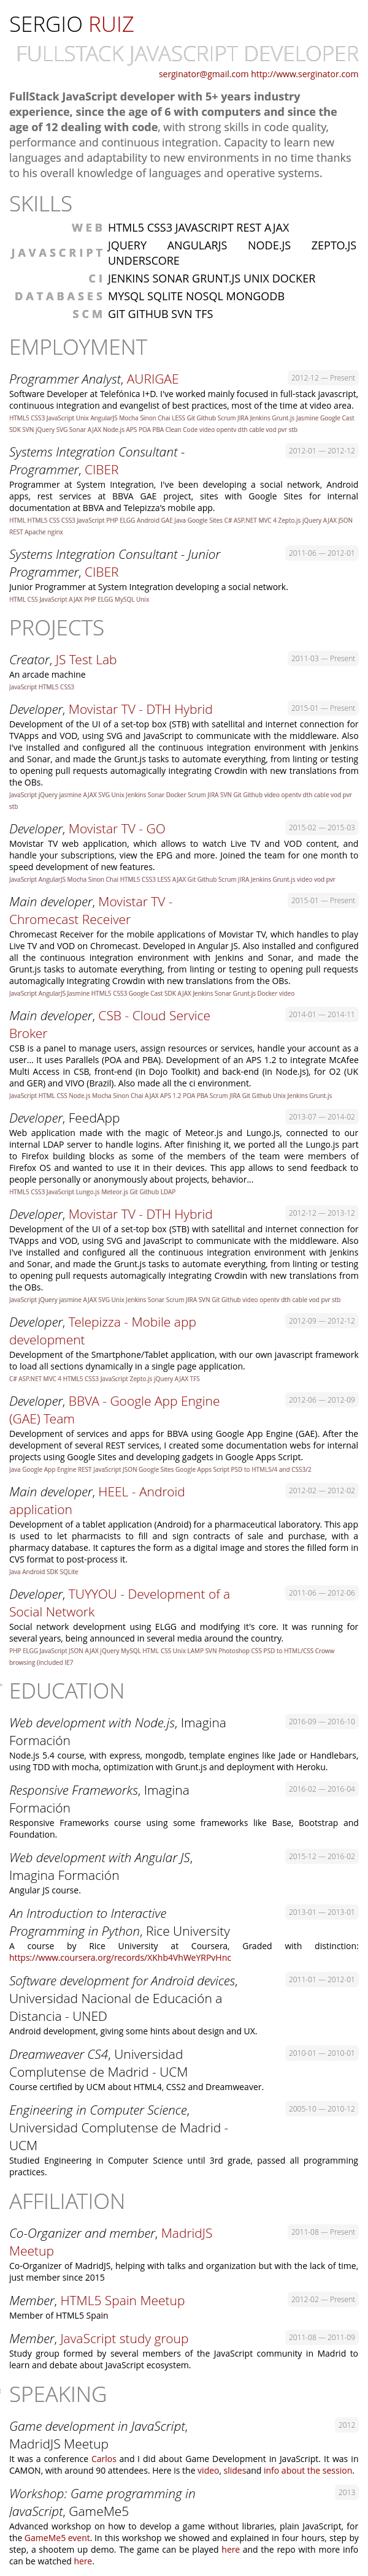 SERGIO RUIZ
FULLSTACK JAVASCRIPT DEVELOPER
serginator@gmail.com http://www.serginator.com
FullStack JavaScript developer with 5+ years industry
experience, since the age of 6 with computers and since the
age of 12 dealing with code, with strong skills in code quality,
performance and continuous integration. Capacity to learn new
languages and adaptability to new environments in no time thanks
to his overall knowledge of languages and operative systems.
SKILLS
WEB HTML5 CSS3 JAVASCRIPT REST AJAX
JAVASCRIPT JQUERY ANGULARJS NODE.JS ZEPTO.JS
UNDERSCORE
CI JENKINS SONAR GRUNT.JS UNIX DOCKER
DATABASES MYSQL SQLITE NOSQL MONGODB
SCM GIT GITHUB SVN TFS
EMPLOYMENT
Programmer Analyst, AURIGAE 2012-12 — Present
Software Developer at Telefónica I+D. I've worked mainly focused in full-stack javascript,
continuous integration and evangelist of best practices, most of the time at video area.
HTML5 CSS3 JavaScript Unix AngularJS Mocha Sinon Chai LESS Git Github Scrum JIRA Jenkins Grunt.js Jasmine Google Cast
SDK SVN jQuery SVG Sonar AJAX Node.js APS POA PBA Clean Code video opentv dth cable vod pvr stb
Systems Integration Consultant - 2012-01 — 2012-12
Programmer, CIBER
Programmer at System Integration, I've been developing a social network, Android
apps, rest services at BBVA GAE project, sites with Google Sites for internal
documentation at BBVA and Telepizza's mobile app.
HTML HTML5 CSS CSS3 JavaScript PHP ELGG Android GAE Java Google Sites C# ASP.NET MVC 4 Zepto.js jQuery AJAX JSON
REST Apache nginx
Systems Integration Consultant - Junior 2011-06 — 2012-01
Programmer, CIBER
Junior Programmer at System Integration developing a social network.
HTML CSS JavaScript AJAX PHP ELGG MySQL Unix
PROJECTS
Creator, JS Test Lab 2011-03 — Present
An arcade machine
JavaScript HTML5 CSS3
Developer, Movistar TV - DTH Hybrid 2015-01 — Present
Development of the UI of a set-top box (STB) with satellital and internet connection for
TVApps and VOD, using SVG and JavaScript to communicate with the middleware. Also
I've installed and configured all the continuous integration environment with Jenkins
and Sonar, and made the Grunt.js tasks to automate everything, from linting or testing
to opening pull requests automagically integrating Crowdin with new translations from
the OBs.
JavaScript jQuery jasmine AJAX SVG Unix Jenkins Sonar Docker Scrum JIRA SVN Git Github video opentv dth cable vod pvr
stb
Developer, Movistar TV - GO 2015-02 — 2015-03
Movistar TV web application, which allows to watch Live TV and VOD content, and
handle your subscriptions, view the EPG and more. Joined the team for one month to
speed development of new features.
JavaScript AngularJS Mocha Sinon Chai HTML5 CSS3 LESS AJAX Git Github Scrum JIRA Jenkins Grunt.js video vod pvr
Main developer, Movistar TV - 2015-01 — Present
Chromecast Receiver
Chromecast Receiver for the mobile applications of Movistar TV, which handles to play
Live TV and VOD on Chromecast. Developed in Angular JS. Also installed and configured
all the continuous integration environment with Jenkins and Sonar, and made the
Grunt.js tasks to automate everything, from linting or testing to opening pull requests
automagically integrating Crowdin with new translations from the OBs.
JavaScript AngularJS Jasmine HTML5 CSS3 Google Cast SDK AJAX Jenkins Sonar Grunt.js Docker video
Main developer, CSB - Cloud Service 2014-01 — 2014-11
Broker
CSB is a panel to manage users, assign resources or services, handle your account as a
user... It uses Parallels (POA and PBA). Development of an APS 1.2 to integrate McAfee
Multi Access in CSB, front-end (in Dojo Toolkit) and back-end (in Node.js), for O2 (UK
and GER) and VIVO (Brazil). Also made all the ci environment.
JavaScript HTML CSS Node.js Mocha Sinon Chai AJAX APS 1.2 POA PBA Scrum JIRA Git Github Unix Jenkins Grunt.js
Developer, FeedApp 2013-07 — 2014-02
Web application made with the magic of Meteor.js and Lungo.js, connected to our
internal LDAP server to handle logins. After finishing it, we ported all the Lungo.js part
to Firefox building blocks as some of the members of the team were members of
Firefox OS and wanted to use it in their devices. This app allows to send feedback to
people personally or anonymously about projects, behavior...
HTML5 CSS3 JavaScript Lungo.js Meteor.js Git Github LDAP
Developer, Movistar TV - DTH Hybrid 2012-12 — 2013-12
Development of the UI of a set-top box (STB) with satellital and internet connection for
TVApps and VOD, using SVG and JavaScript to communicate with the middleware. Also
I've installed and configured all the continuous integration environment with Jenkins
and Sonar, and made the Grunt.js tasks to automate everything, from linting or testing
to opening pull requests automagically integrating Crowdin with new translations from
the OBs.
JavaScript jQuery jasmine AJAX SVG Unix Jenkins Sonar Scrum JIRA SVN Git Github video opentv dth cable vod pvr stb
Developer, Telepizza - Mobile app 2012-09 — 2012-12
development
Development of the Smartphone/Tablet application, with our own javascript framework
to load all sections dynamically in a single page application.
C# ASP.NET MVC 4 HTML5 CSS3 JavaScript Zepto.js jQuery AJAX TFS
Developer, BBVA - Google App Engine 2012-06 — 2012-09
(GAE) Team
Development of services and apps for BBVA using Google App Engine (GAE). After the
development of several REST services, I created some documentation webs for internal
projects using Google Sites and developing gadgets in Google Apps Script.
Java Google App Engine REST JavaScript JSON Google Sites Google Apps Script PSD to HTML5/4 and CSS3/2
Main developer, HEEL - Android 2012-02 — 2012-02
application
Development of a tablet application (Android) for a pharmaceutical laboratory. This app
is used to let pharmacists to fill and sign contracts of sale and purchase, with a
pharmacy database. It captures the form as a digital image and stores the filled form in
CVS format to post-process it.
Java Android SDK SQLite
Developer, TUYYOU - Development of a 2011-06 — 2012-06
Social Network
Social network development using ELGG and modifying it's core. It was running for
several years, being announced in several media around the country.
PHP ELGG JavaScript JSON AJAX jQuery MySQL HTML CSS Unix LAMP SVN Photoshop CSS PSD to HTML/CSS Croww
browsing (included IE7
EDUCATION
Web development with Node.js, Imagina 2016-09 — 2016-10
Formación
Node.js 5.4 course, with express, mongodb, template engines like Jade or Handlebars,
using TDD with mocha, optimization with Grunt.js and deployment with Heroku.
Responsive Frameworks, Imagina 2016-02 — 2016-04
Formación
Responsive Frameworks course using some frameworks like Base, Bootstrap and
Foundation.
Web development with Angular JS, 2015-12 — 2016-02
Imagina Formación
Angular JS course.
An Introduction to Interactive 2013-01 — 2013-01
Programming in Python, Rice University
A course by Rice University at Coursera, Graded with distinction:
https://www.coursera.org/records/XKhb4VhWeYRPvHnc
Software development for Android devices, 2011-01 — 2012-01
Universidad Nacional de Educación a
Distancia - UNED
Android development, giving some hints about design and UX.
Dreamweaver CS4, Universidad 2010-01 — 2010-01
Complutense de Madrid - UCM
Course certified by UCM about HTML4, CSS2 and Dreamweaver.
Engineering in Computer Science, 2005-10 — 2010-12
Universidad Complutense de Madrid -
UCM
Studied Engineering in Computer Science until 3rd grade, passed all programming
practices.
AFFILIATION
Co-Organizer and member, MadridJS 2011-08 — Present
Meetup
Co-Organizer of MadridJS, helping with talks and organization but with the lack of time,
just member since 2015
Member, HTML5 Spain Meetup 2012-02 — Present
Member of HTML5 Spain
Member, JavaScript study group 2011-08 — 2011-09
Study group formed by several members of the JavaScript community in Madrid to
learn and debate about JavaScript ecosystem.
SPEAKING
Game development in JavaScript, 2012
MadridJS Meetup
It was a conference Carlos and I did about Game Development in JavaScript. It was in
CAMON, with around 90 attendees. Here is the video, slidesand info about the session.
Workshop: Game programming in 2013
JavaScript, GameMe5
Advanced workshop on how to develop a game without libraries, plain JavaScript, for
the GameMe5 event. In this workshop we showed and explained in four hours, step by
step, a shootem up demo. The game can be played here and the repo with more info
can be watched here.